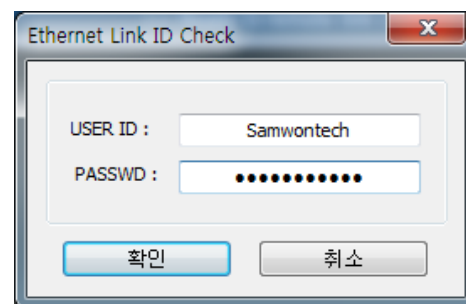 Ethernet Link ID Check
USER ID : Samwontech
PASSWD : ●●●●●●●●●●●
확인 취소